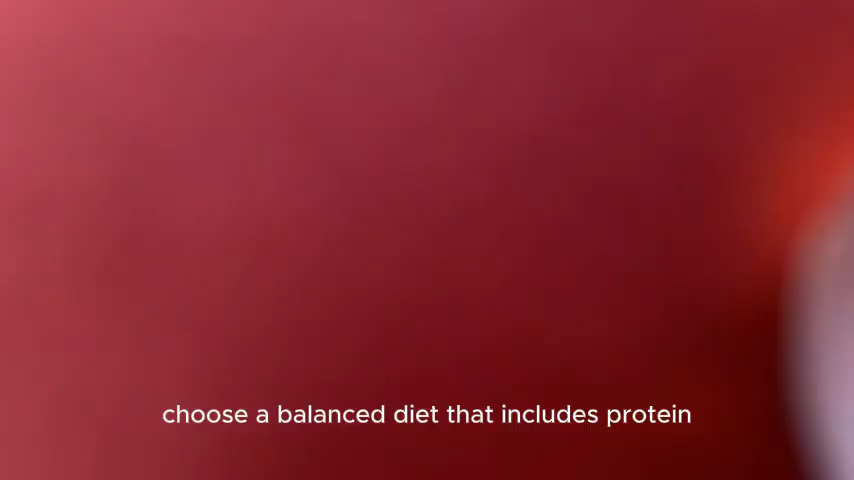 choose a balanced diet that includes protein